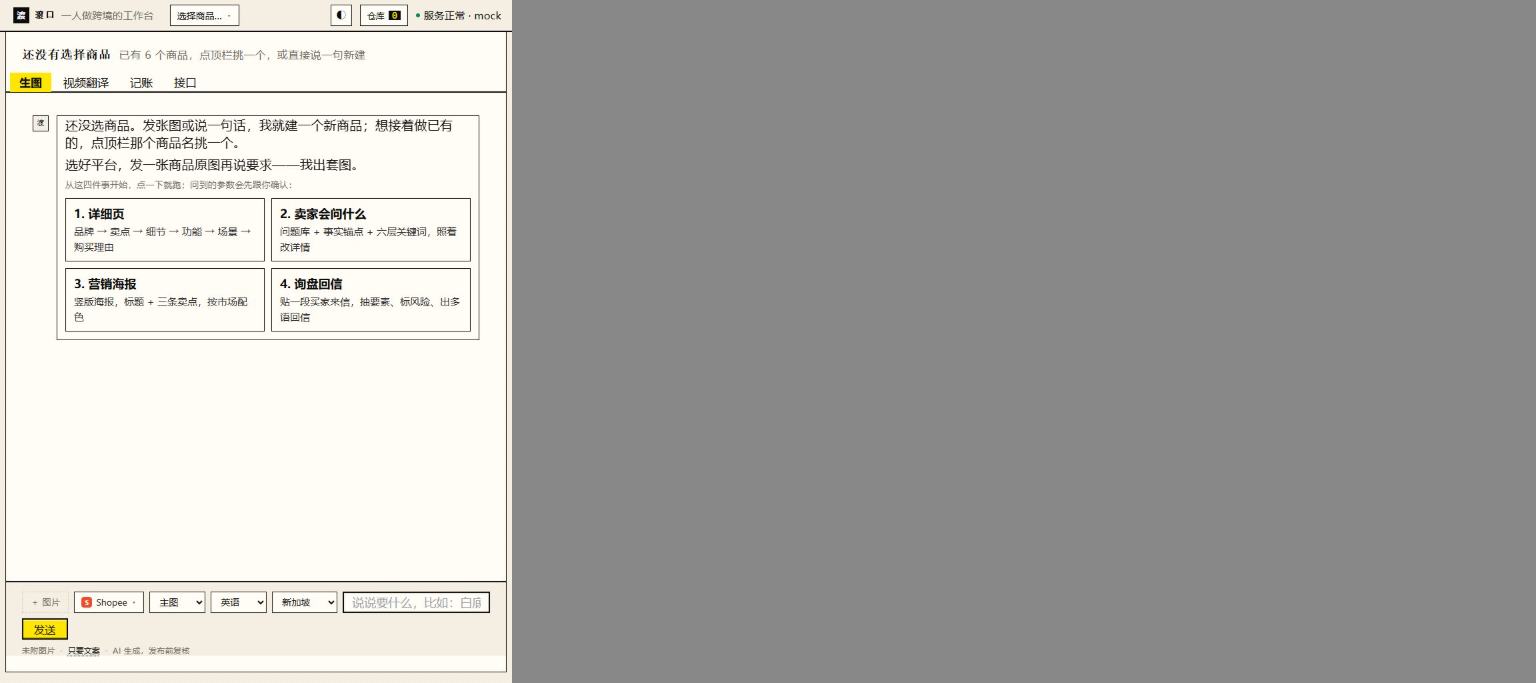 渡 渡口 一人做跨境的工作台 选择商品… 仓库 0 服务正常 · mock
还没有选择商品 已有 6 个商品，点顶栏挑一个，或直接说一句新建
生图 视频翻译 记账 接口
渡
还没选商品。发张图或说一句话，我就建一个新商品；想接着做已有
的，点顶栏那个商品名挑一个。
选好平台，发一张商品原图再说要求——我出套图。
从这四件事开始，点一下就跑；问到的参数会先跟你确认：
1. 详细页
品牌 → 卖点 → 细节 → 功能 → 场景 →
购买理由
2. 卖家会问什么
问题库 + 事实锚点 + 六层关键词，照着
改详情
3. 营销海报
竖版海报，标题 + 三条卖点，按市场配
色
4. 询盘回信
贴一段买家来信，抽要素、标风险、出多
语回信
+ 图片 S Shopee 主图 英语 新加坡 说说要什么，比如：白底
发送
未附图片 · 只要文案 · AI 生成，发布前复核